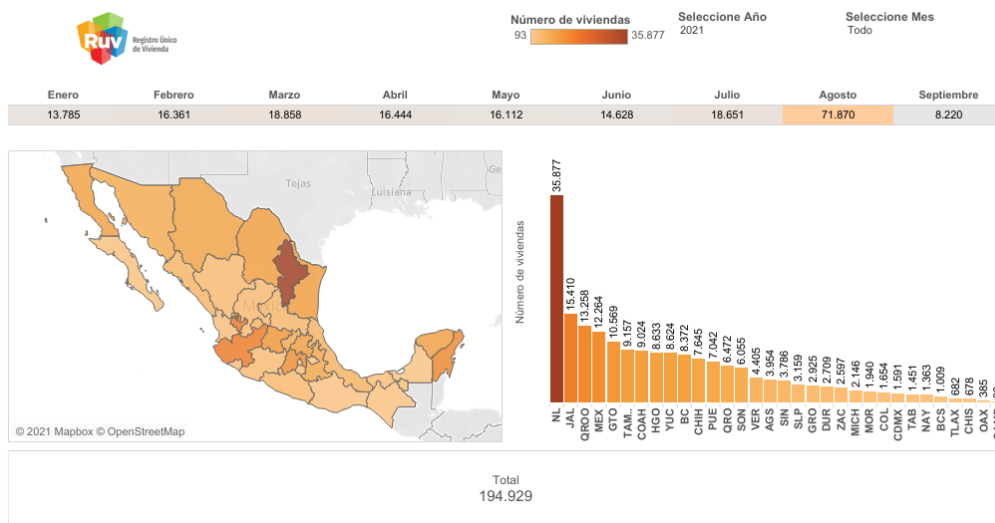 Ruv Registro Único
de Vivienda
Número de viviendas
93 35.877
Seleccione Año
2021
Seleccione Mes
Todo
Enero Febrero Marzo Abril Mayo Junio Julio Agosto Septiembre
13.785 16.361 18.858 16.444 16.112 14.628 18.651 71.870 8.220
Tejas
Luisiana
Ge
México
© 2021 Mapbox © OpenStreetMap
Número de viviendas
35.877 15.410 13.258 12.264 10.569 9.157 9.024 8.633 8.624 8.372 7.645 7.042 6.472 6.055 4.405 3.954 3.786 3.159 2.925 2.709 2.597 2.146 1.940 1.654 1.591 1.451 1.363 1.009 682 678 385
NL JAL QROO MEX GTO TAM.. COAH HGO YUC BC CHIH PUE QRO SON VER AGS SIN SLP GRO DUR ZAC MICH MOR COL CDMX TAB NAY BCS TLAX CHIS OAX
Total
194.929